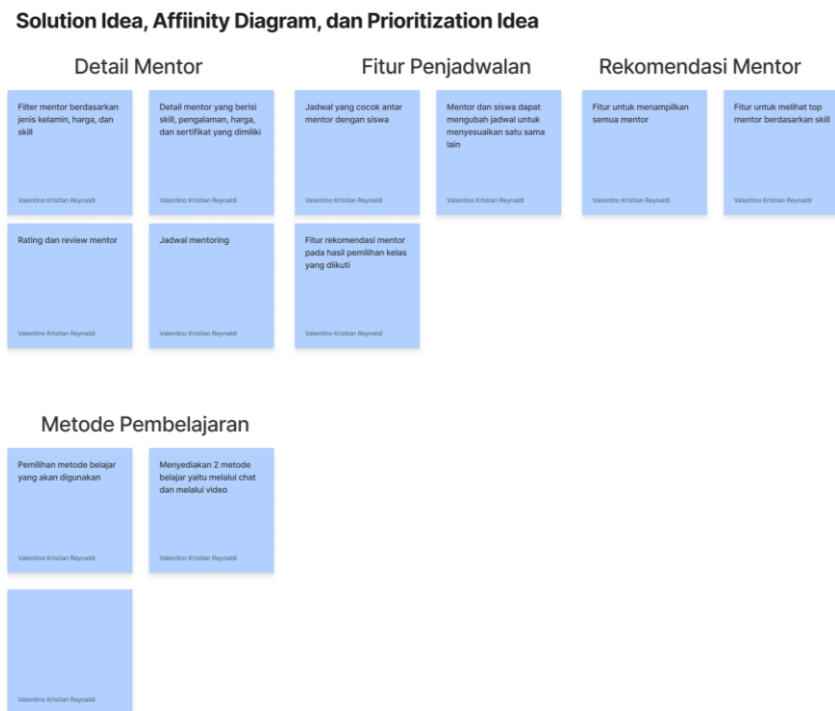 Solution Idea, Affiinity Diagram, dan Prioritization Idea
Detail Mentor
Filter mentor berdasarkan
jenis kelamin, harga, dan
skill
Valentino Kristian Reynaldi
Detail mentor yang berisi
skill, pengalaman, harga,
dan sertifikat yang dimiliki
Valentino Kristian Reynaldi
Rating dan review mentor
Valentino Kristian Reynaldi
Jadwal mentoring
Valentino Kristian Reynaldi
Fitur Penjadwalan
Jadwal yang cocok antar
mentor dengan siswa
Valentino Kristian Reynaldi
Mentor dan siswa dapat
mengubah jadwal untuk
menyesuaikan satu sama
lain
Valentino Kristian Reynaldi
Fitur rekomendasi mentor
pada hasil pemilihan kelas
yang diikuti
Valentino Kristian Reynaldi
Rekomendasi Mentor
Fitur untuk menampilkan
semua mentor
Valentino Kristian Reynaldi
Fitur untuk melihat top
mentor berdasarkan skill
Valentino Kristian Reynaldi
Metode Pembelajaran
Pemilihan metode belajar
yang akan digunakan
Valentino Kristian Reynaldi
Menyediakan 2 metode
belajar yaitu melalui chat
dan melalui video
Valentino Kristian Reynaldi
Valentino Kristian Reynaldi